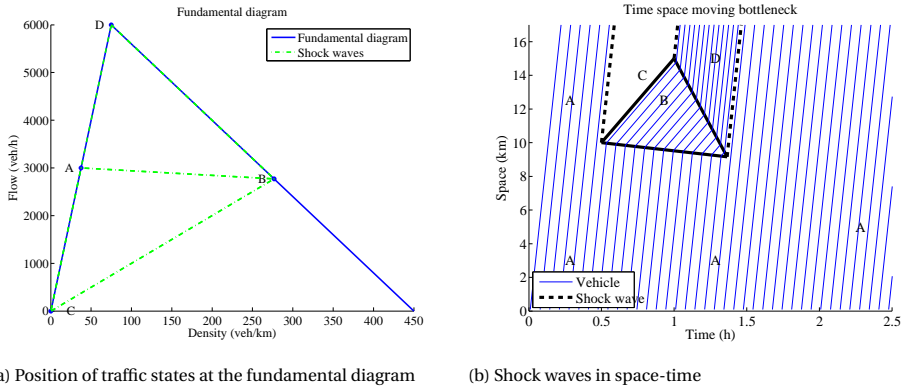 Fundamental diagram
6000
5000
4000
3000
2000
1000
0
Flow (veh/h)
D
A
B
C
Fundamental diagram
Shock waves
0 50 100 150 200 250 300 350 400 450
Density (veh/km)
a) Position of traffic states at the fundamental diagram
Time space moving bottleneck
16
14
12
10
8
6
4
2
0
Space (km)
A
C
B
D
A
A
A
Vehicle
Shock wave
0 0.5 1 1.5 2 2.5
Time (h)
(b) Shock waves in space-time